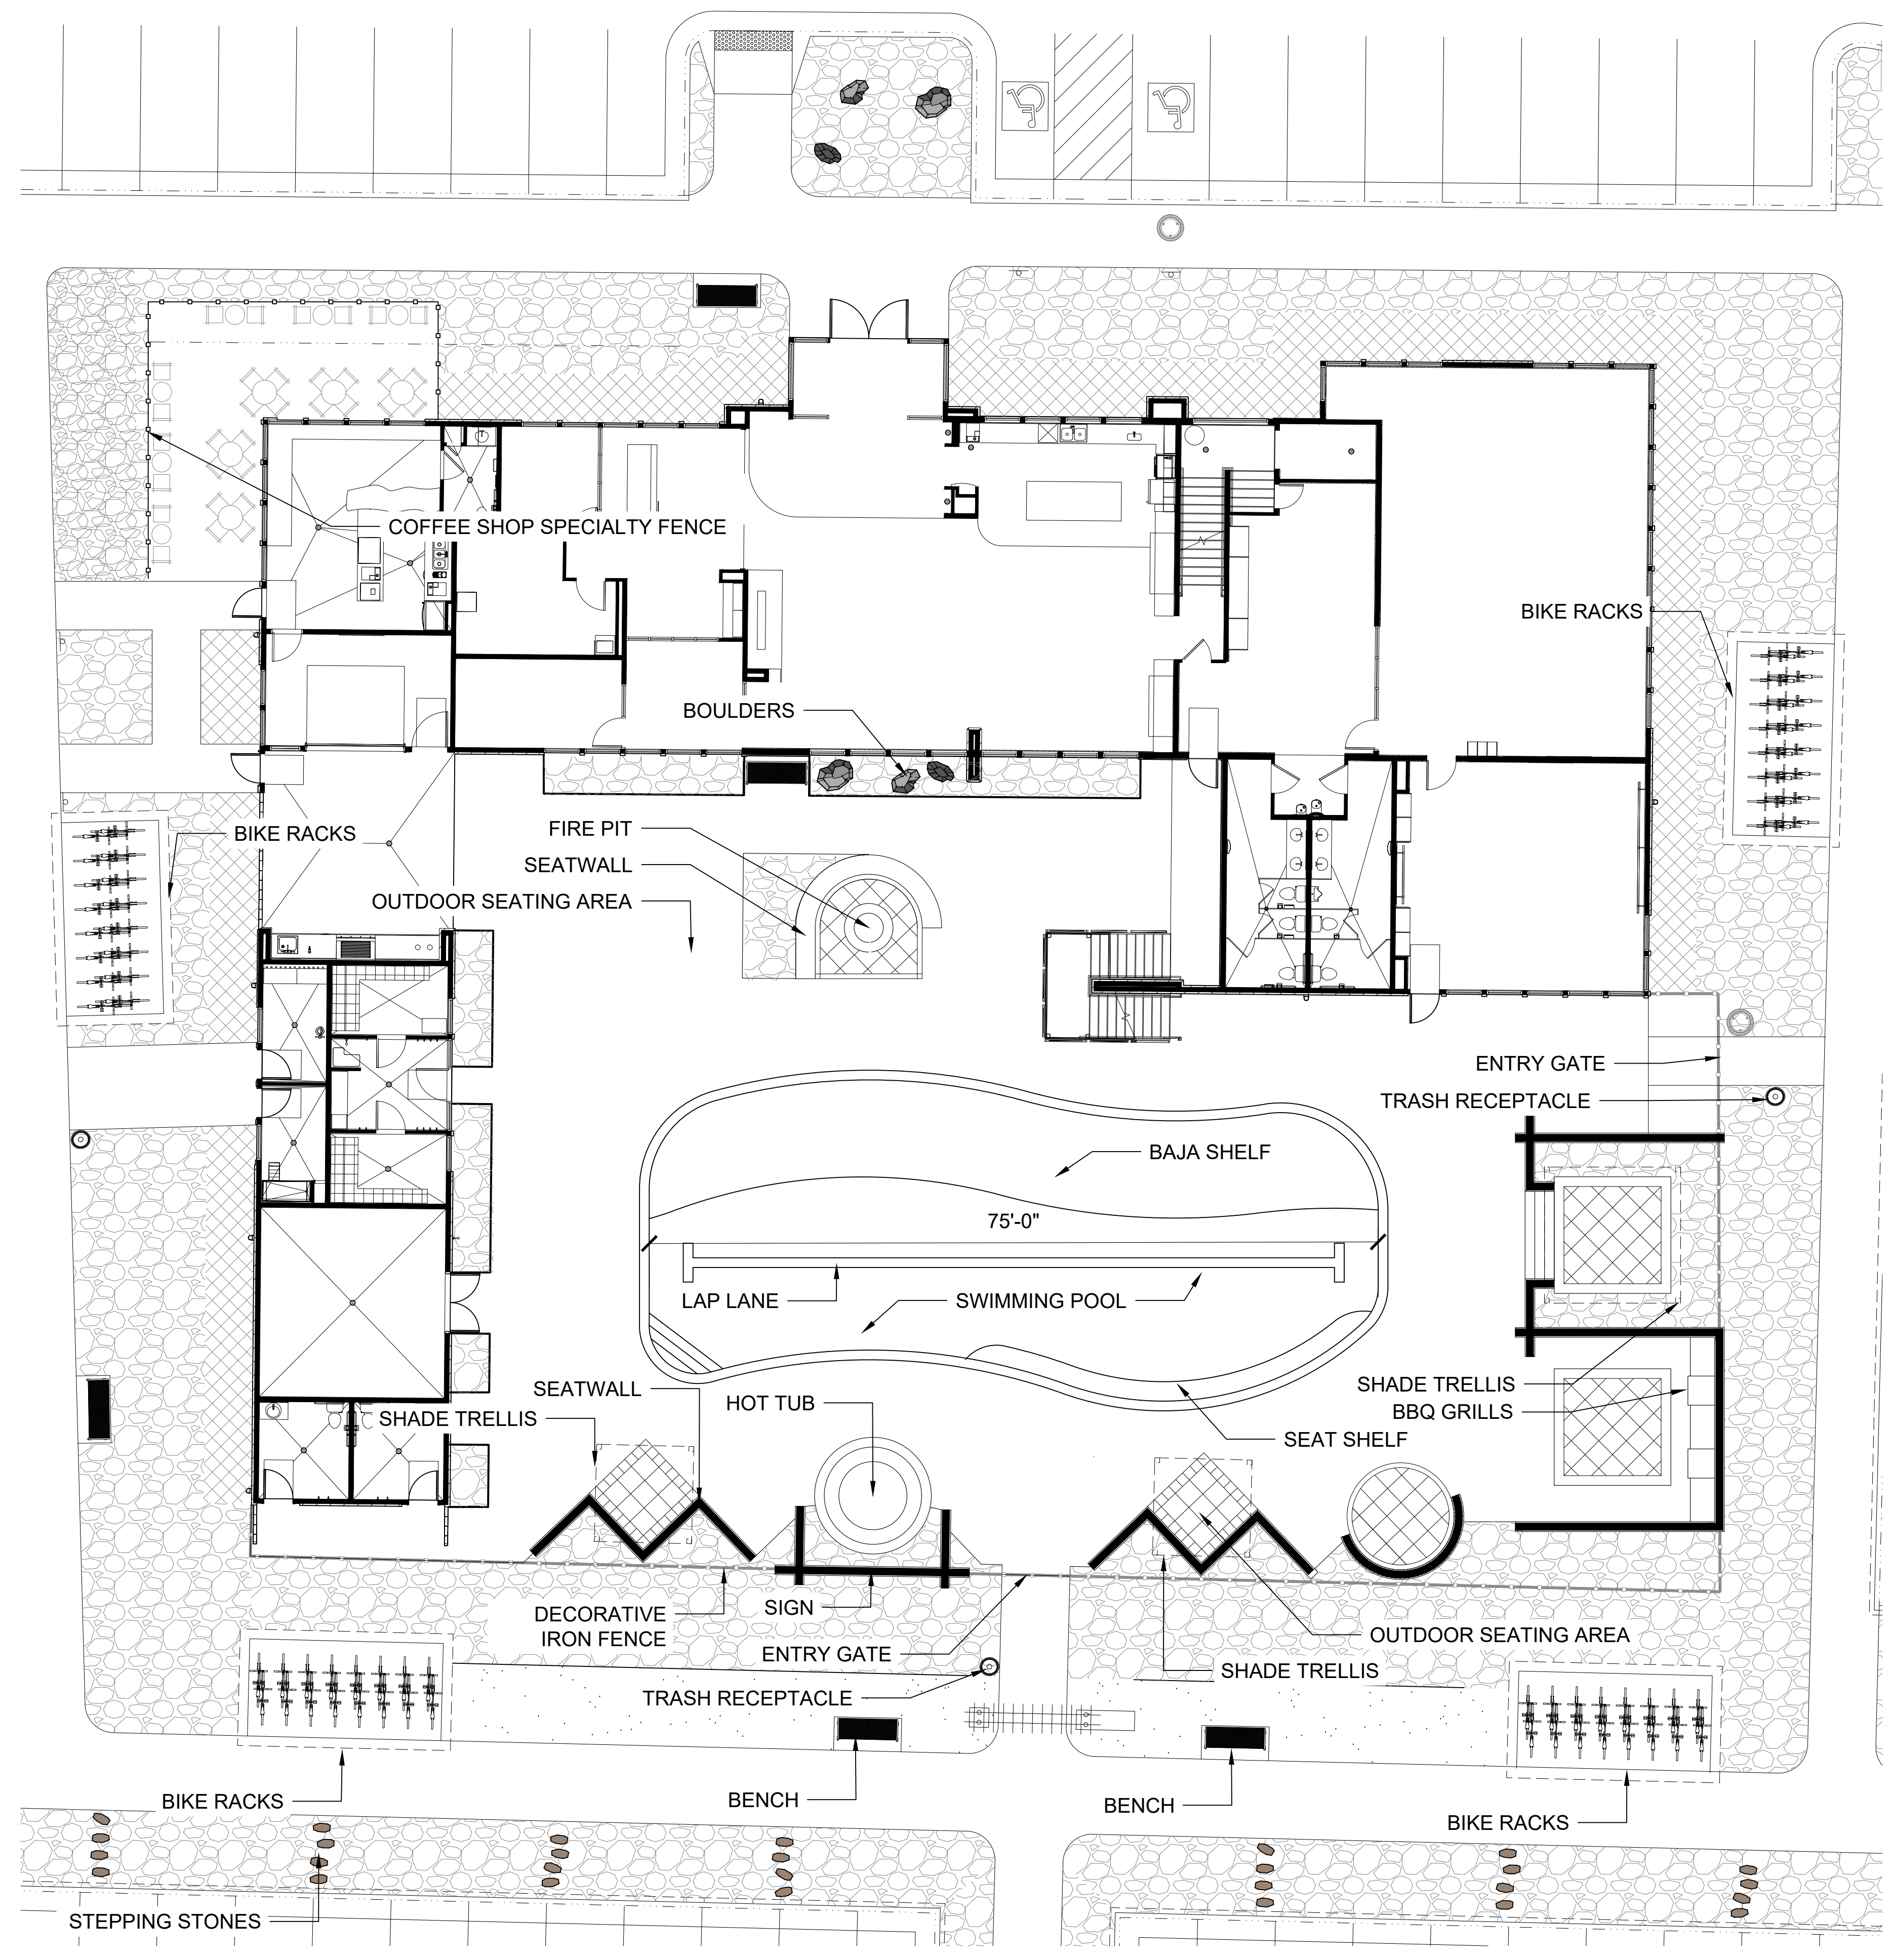 COFFEE SHOP SPECIALTY FENCE
BIKE RACKS
BOULDERS
FIRE PIT
BIKE RACKS
SEATWALL
OUTDOOR SEATING AREA
ENTRY GATE
TRASH RECEPTACLE
BAJA SHELF
75'-0"
LAP LANE
SWIMMING POOL
SHADE TRELLIS
SEATWALL
HOT TUB
BBQ GRILLS
SHADE TRELLIS
SEAT SHELF
DECORATIVE
IRON FENCE
SIGN
OUTDOOR SEATING AREA
ENTRY GATE
SHADE TRELLIS
TRASH RECEPTACLE
BIKE RACKS
BENCH
BENCH
BIKE RACKS
STEPPING STONES